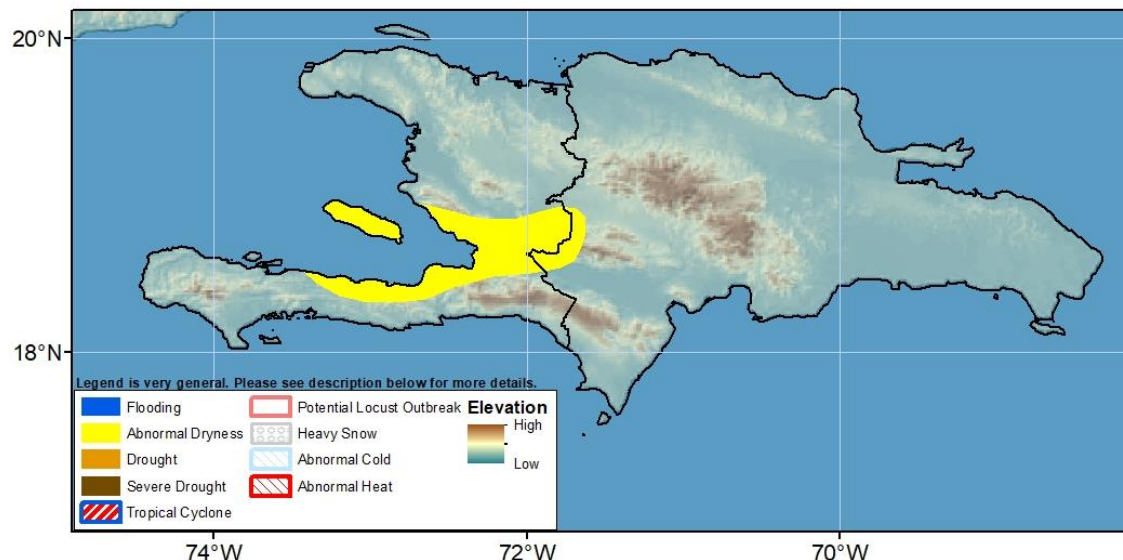 20°N
18°N
Legend is very general. Please see description below for more details.
Flooding
Abnormal Dryness
Drought
Severe Drought
Tropical Cyclone
Potential Locust Outbreak
Heavy Snow
Abnormal Cold
Abnormal Heat
Elevation
High
Low
74°W
72°W
70°W